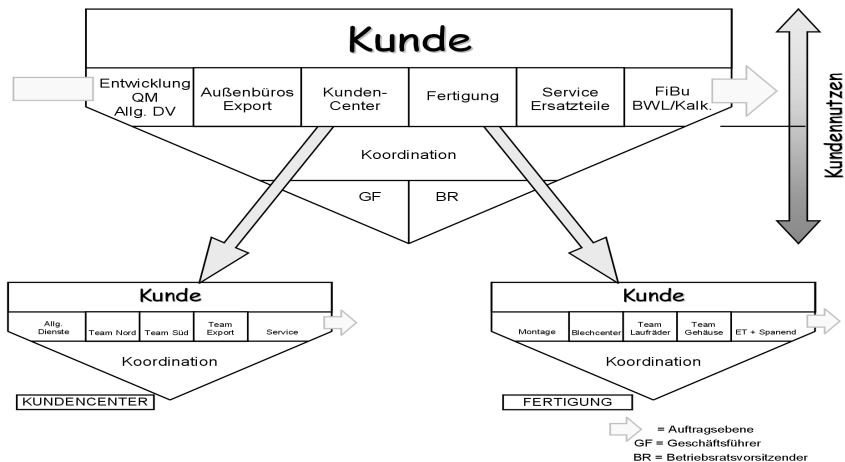 Kunde
Entwicklung
QM
Allg. DV
Außenbüros
Export
Kunden-
Center
Fertigung
Service
Ersatzteile
FiBu
BWL/Kalk.
Kundennutzen
Koordination
GF
BR
Kunde
Allg.
Dienste
Team Nord
Team Süd
Team
Export
Service
Koordination
KUNDENCENTER
Kunde
Montage
Blechcenter
Team
Laufräder
Team
Gehäuse
ET + Spanend
Koordination
FERTIGUNG
= Auftragsebene
GF = Geschäftsführer
BR = Betriebsratsvorsitzender